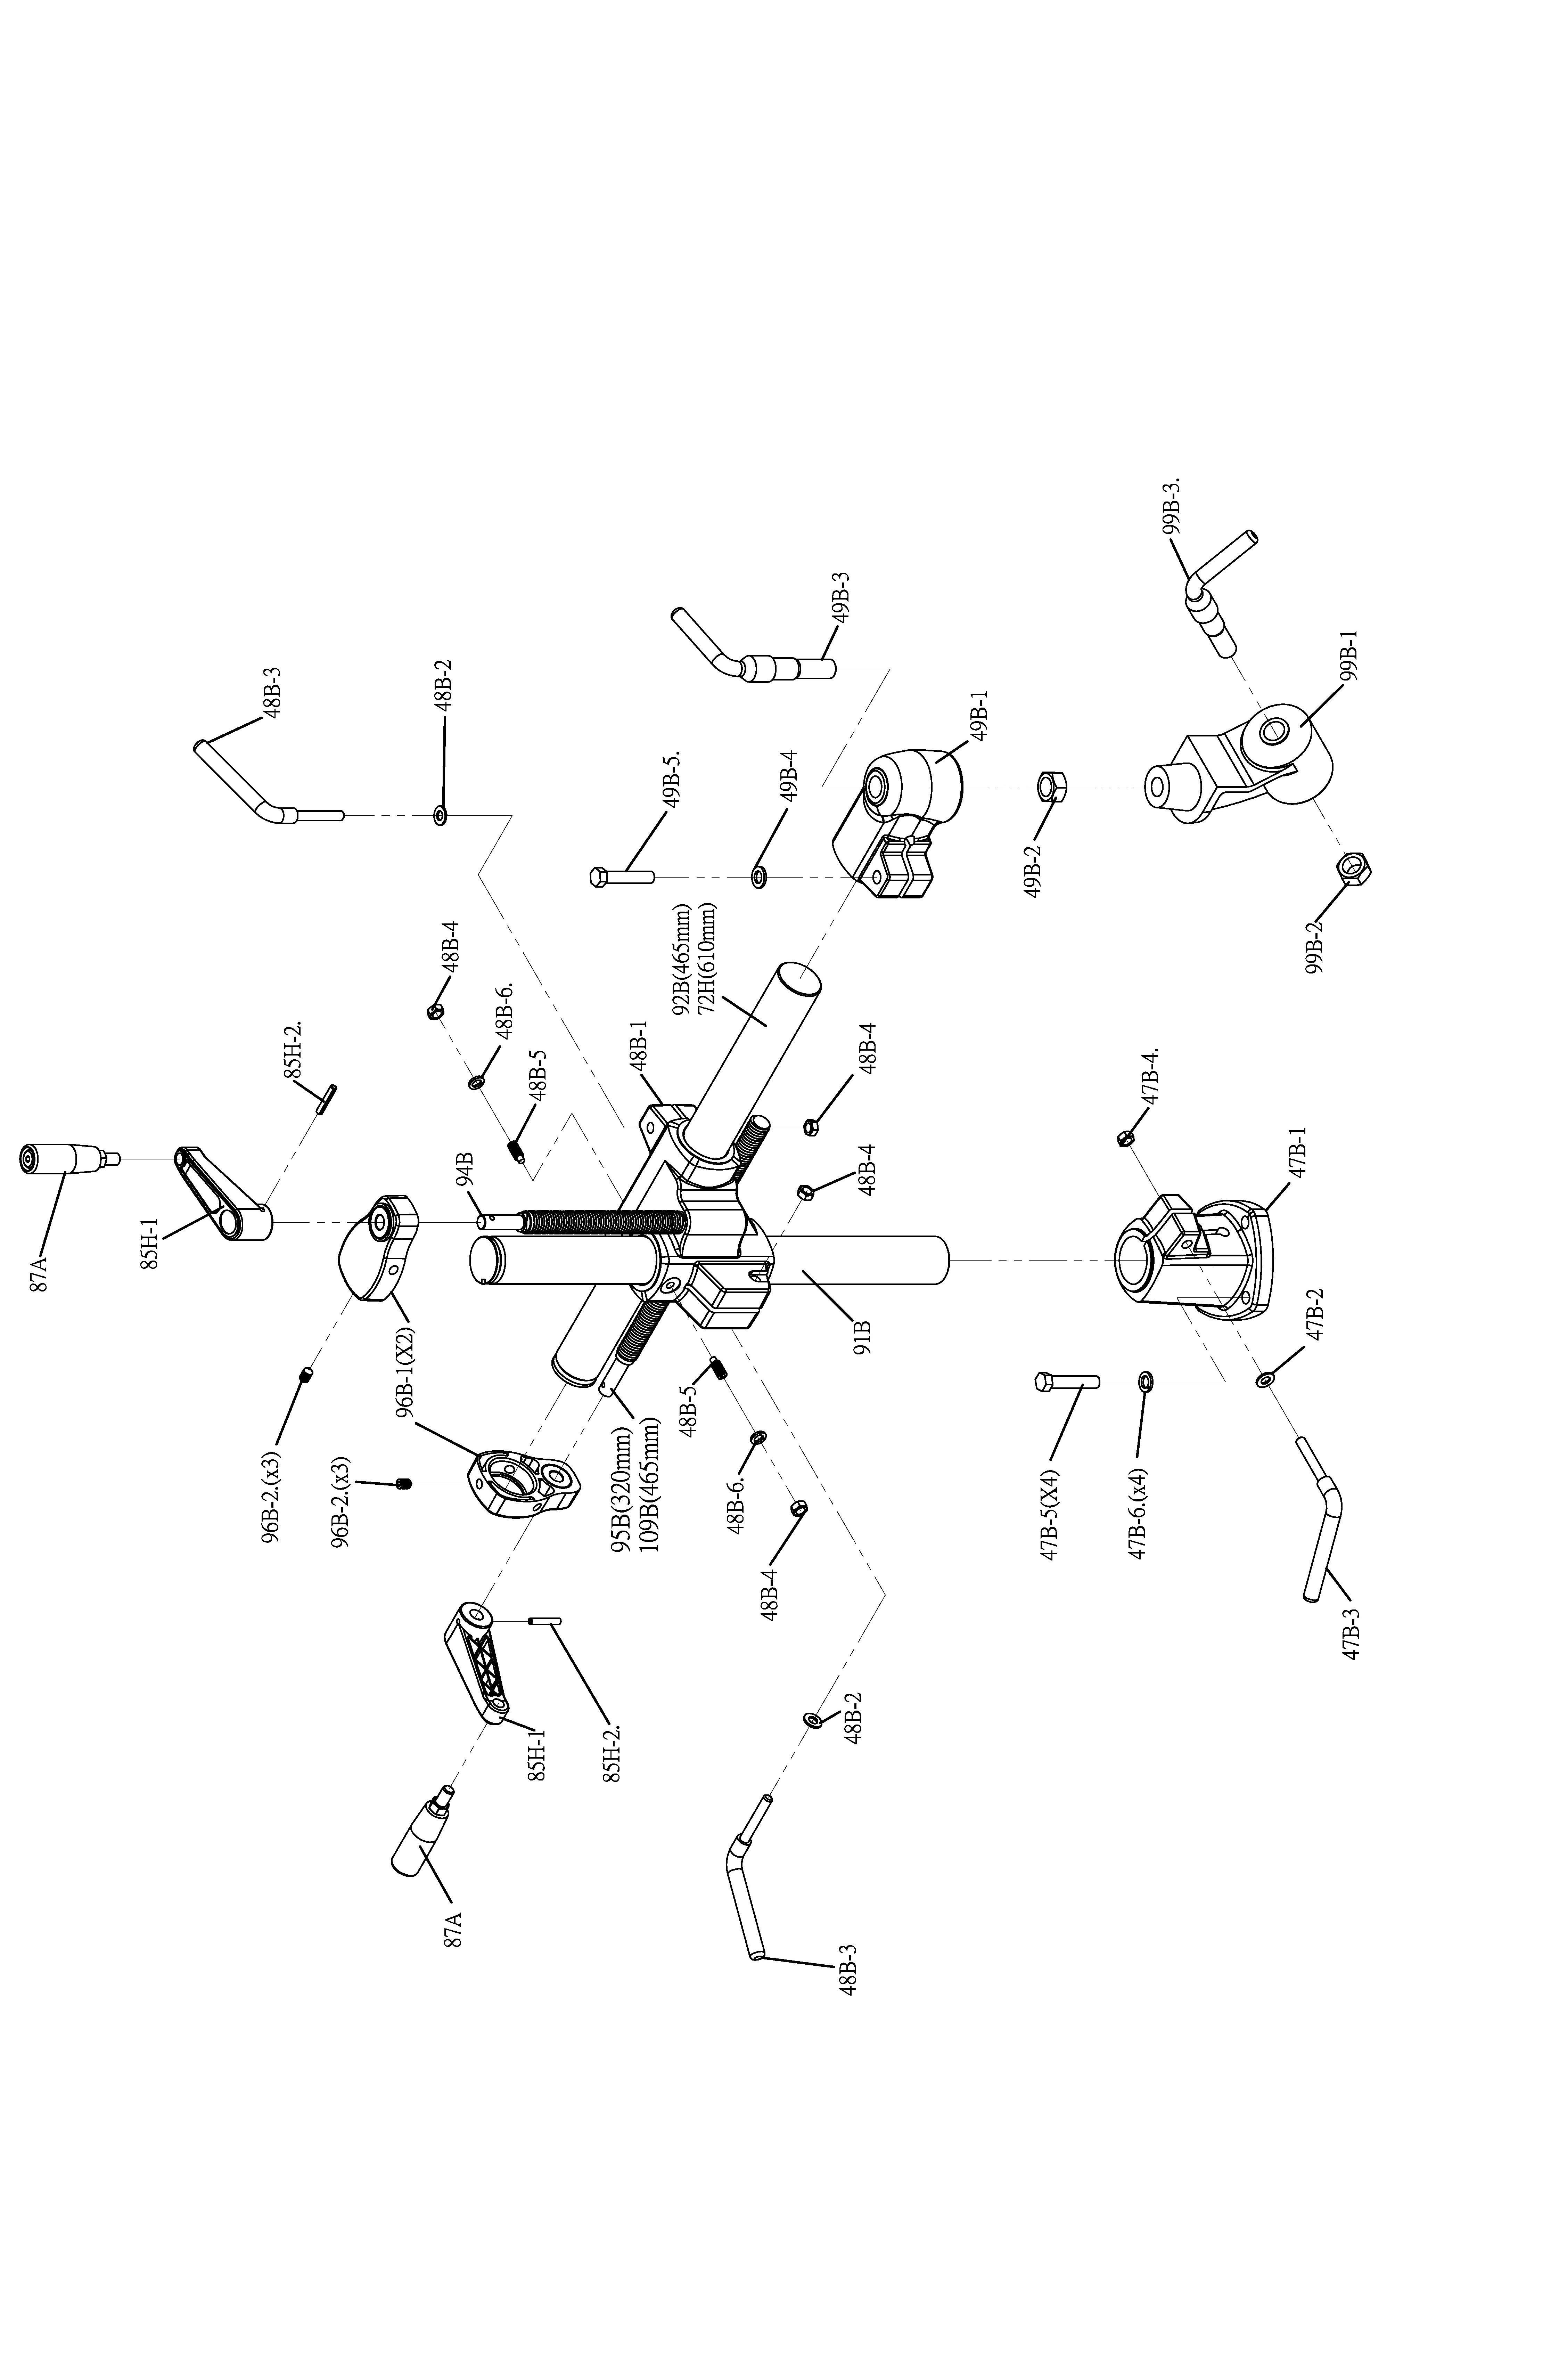 87A
85H-1
85H-2.
48B-3
48B-2
96B-2.(x3)
96B-2.(x3)
96B-1(X2)
94B
48B-4
48B-6.
48B-5
48B-1
92B(465mm)
72H(610mm)
49B-5.
49B-4
49B-3
49B-1
49B-2
99B-3.
99B-1
99B-2
48B-4
48B-4
91B
95B(320mm)
109B(465mm)
48B-5
48B-6.
48B-4
87A
85H-1
85H-2.
48B-2
48B-3
47B-4.
47B-1
47B-2
47B-5(X4)
47B-6.(x4)
47B-3